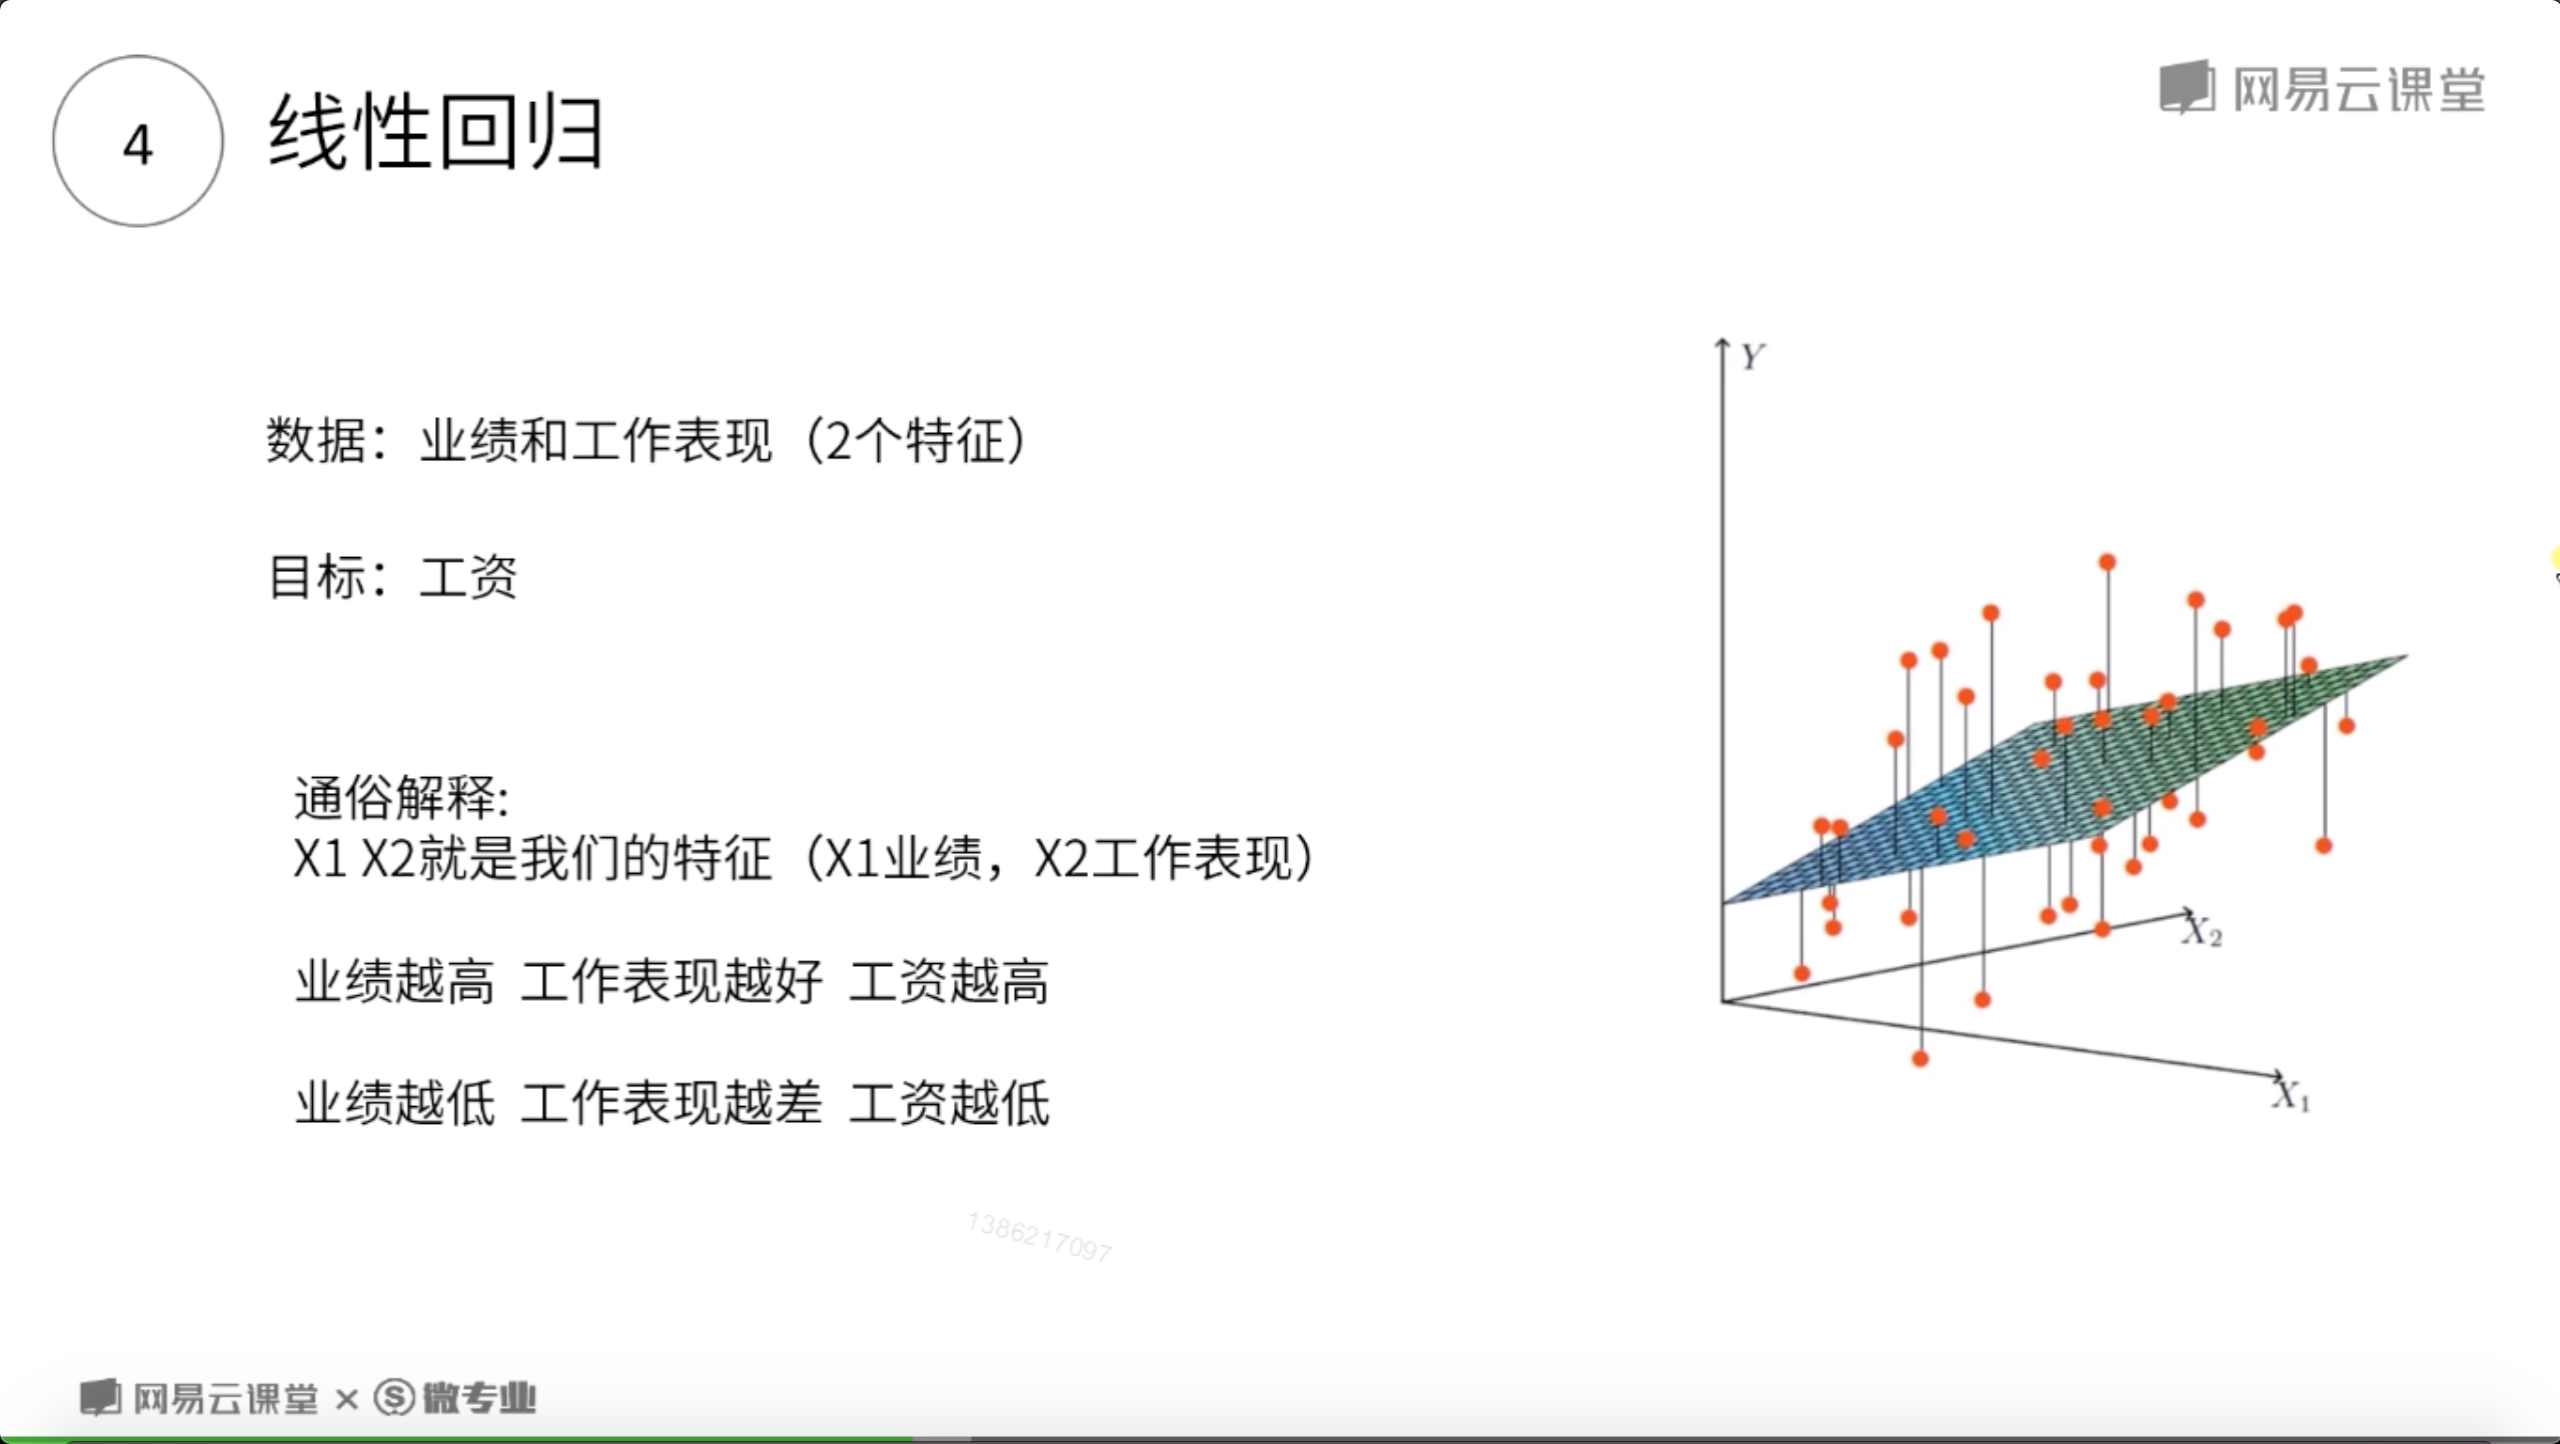 4
线性回归
网易云课堂
数据：业绩和工作表现（2个特征）
目标：工资
通俗解释:
X1 X2就是我们的特征（X1业绩，X2工作表现）
业绩越高 工作表现越好 工资越高
业绩越低 工作表现越差 工资越低
Y
X2
X1
1386217097
网易云课堂 × 微专业